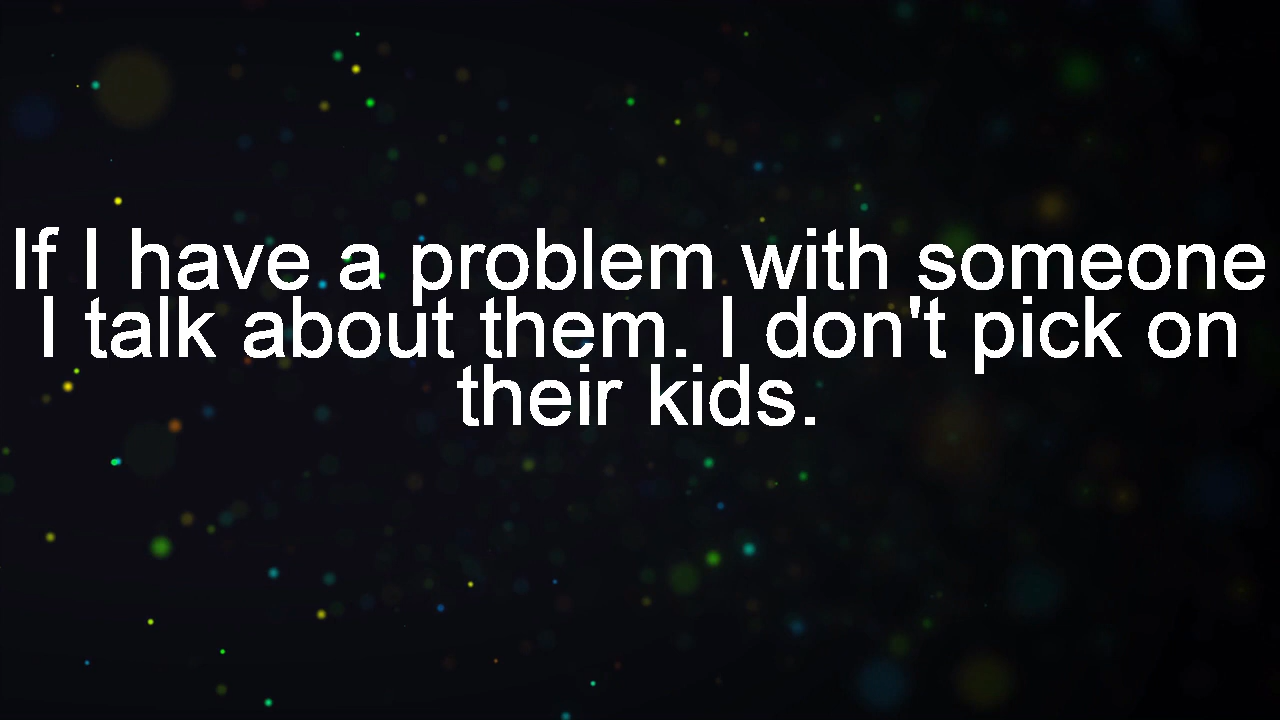 If I have a problem with someone
I talk about them. I don't pick on
their kids.